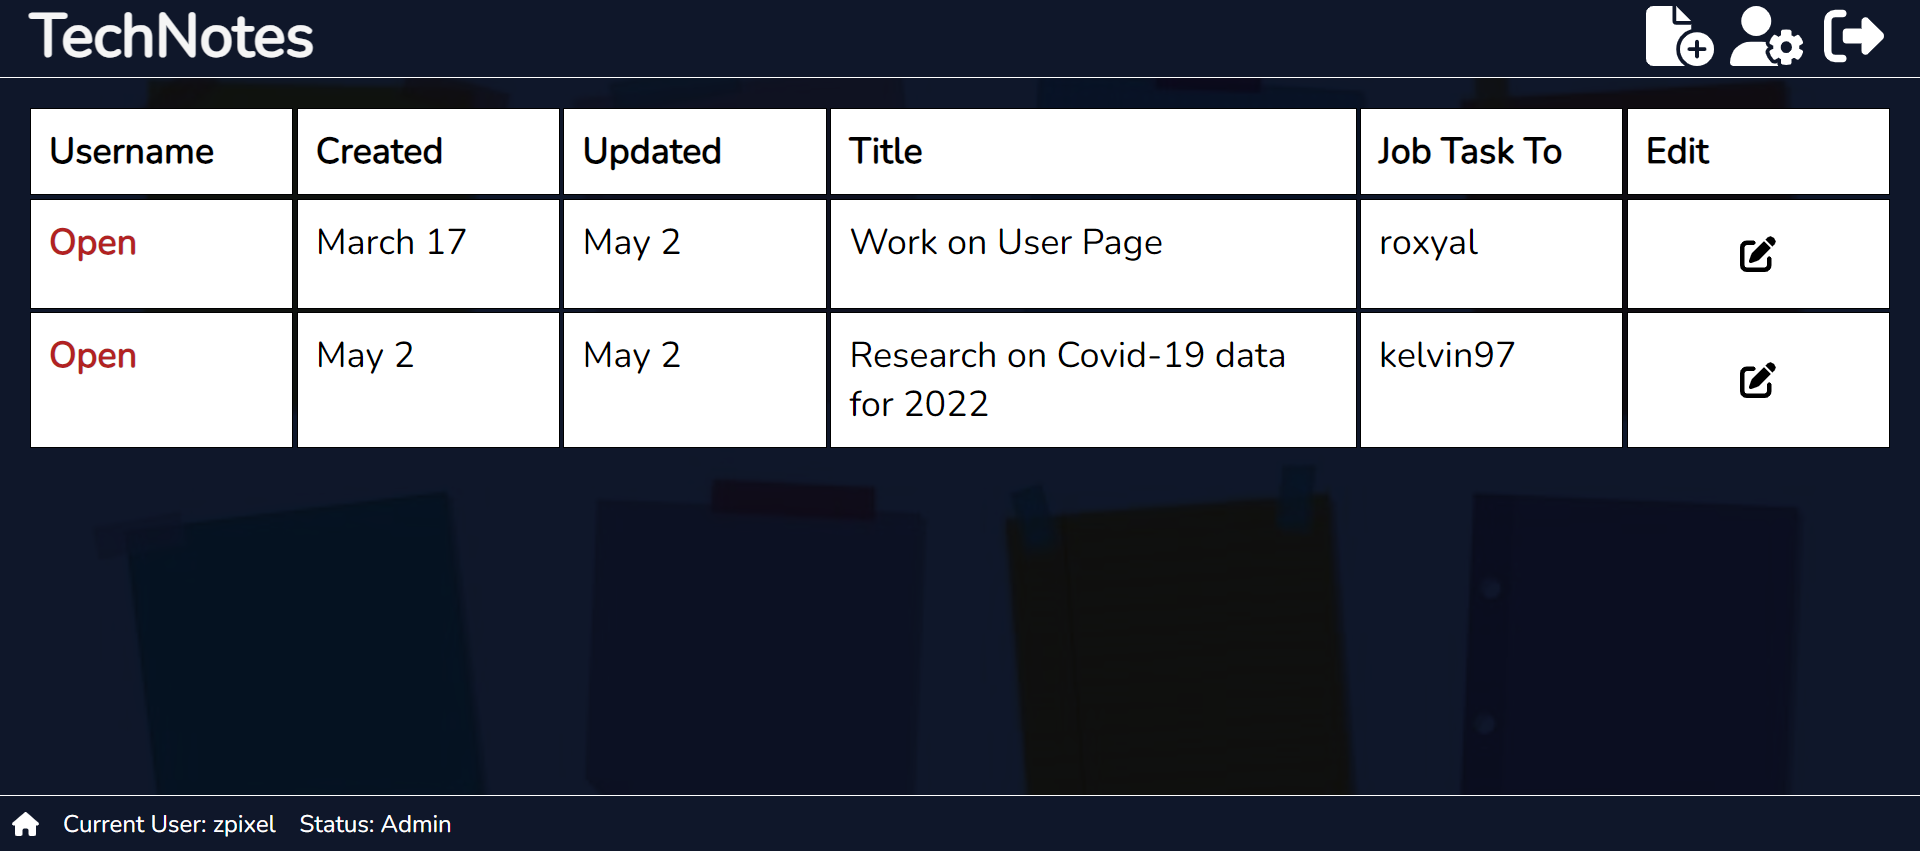 TechNotes
Username Created Updated Title Job Task To Edit
Open March 17 May 2 Work on User Page roxyal
Open May 2 May 2 Research on Covid-19 data kelvin97
for 2022
Current User: zpixel Status: Admin